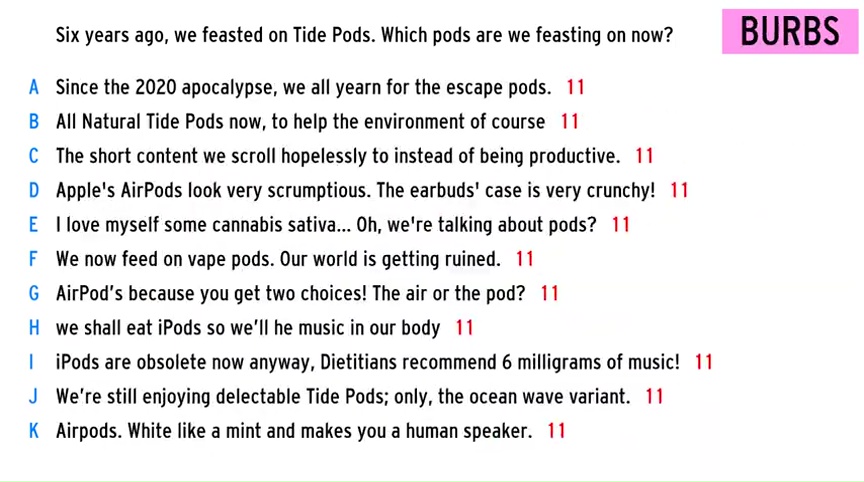 Six years ago, we feasted on Tide Pods. Which pods are we feasting on now?
BURBS
A Since the 2020 apocalypse, we all yearn for the escape pods. 11
B All Natural Tide Pods now, to help the environment of course 11
C The short content we scroll hopelessly to instead of being productive. 11
D Apple's AirPods look very scrumptious. The earbuds' case is very crunchy! 11
E I love myself some cannabis sativa... Oh, we're talking about pods? 11
F We now feed on vape pods. Our world is getting ruined. 11
G AirPod's because you get two choices! The air or the pod? 11
H we shall eat iPods so we'll he music in our body 11
I iPods are obsolete now anyway, Dietitians recommend 6 milligrams of music! 11
J We're still enjoying delectable Tide Pods; only, the ocean wave variant. 11
K Airpods. White like a mint and makes you a human speaker. 11